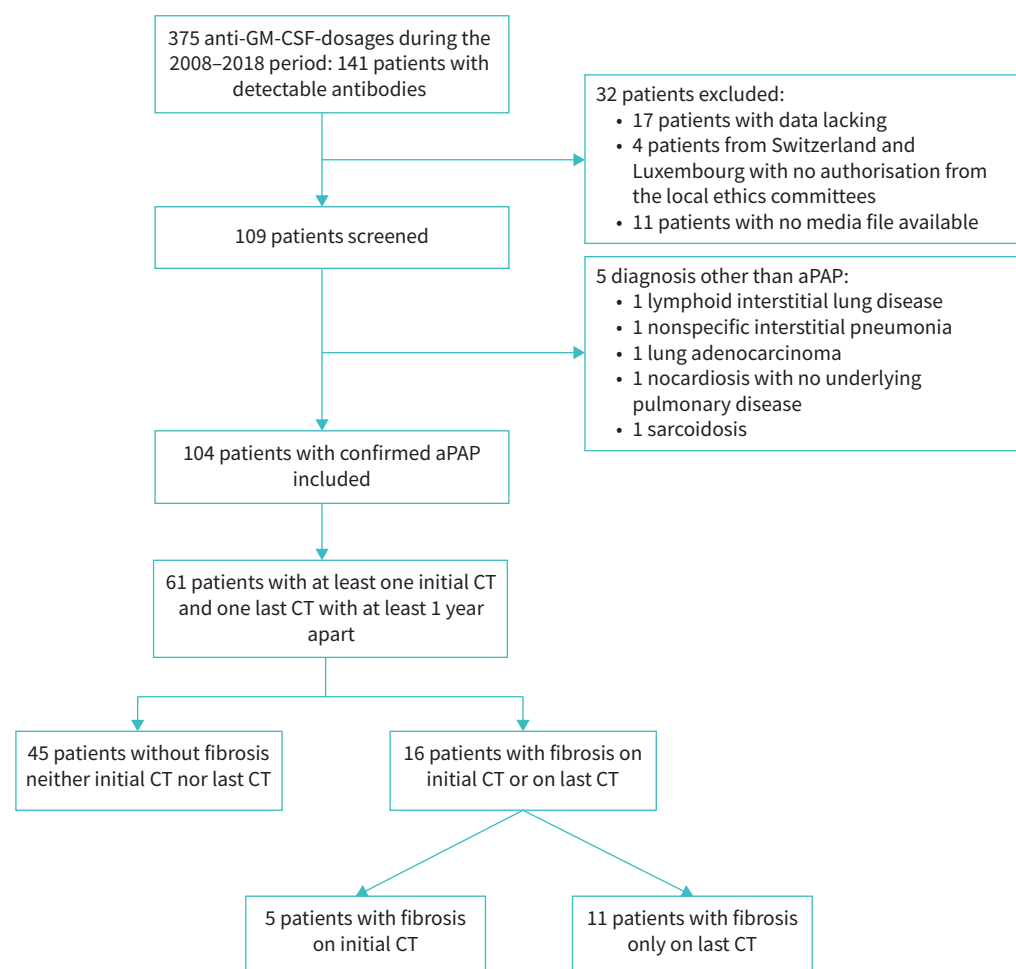 375 anti-GM-CSF-dosages during the
2008–2018 period: 141 patients with
detectable antibodies
32 patients excluded:
• 17 patients with data lacking
• 4 patients from Switzerland and
Luxembourg with no authorisation from
the local ethics committees
• 11 patients with no media file available
109 patients screened
5 diagnosis other than aPAP:
• 1 lymphoid interstitial lung disease
• 1 nonspecific interstitial pneumonia
• 1 lung adenocarcinoma
• 1 nocardiosis with no underlying
pulmonary disease
• 1 sarcoidosis
104 patients with confirmed aPAP
included
61 patients with at least one initial CT
and one last CT with at least 1 year
apart
45 patients without fibrosis
neither initial CT nor last CT
16 patients with fibrosis on
initial CT or on last CT
5 patients with fibrosis
on initial CT
11 patients with fibrosis
only on last CT